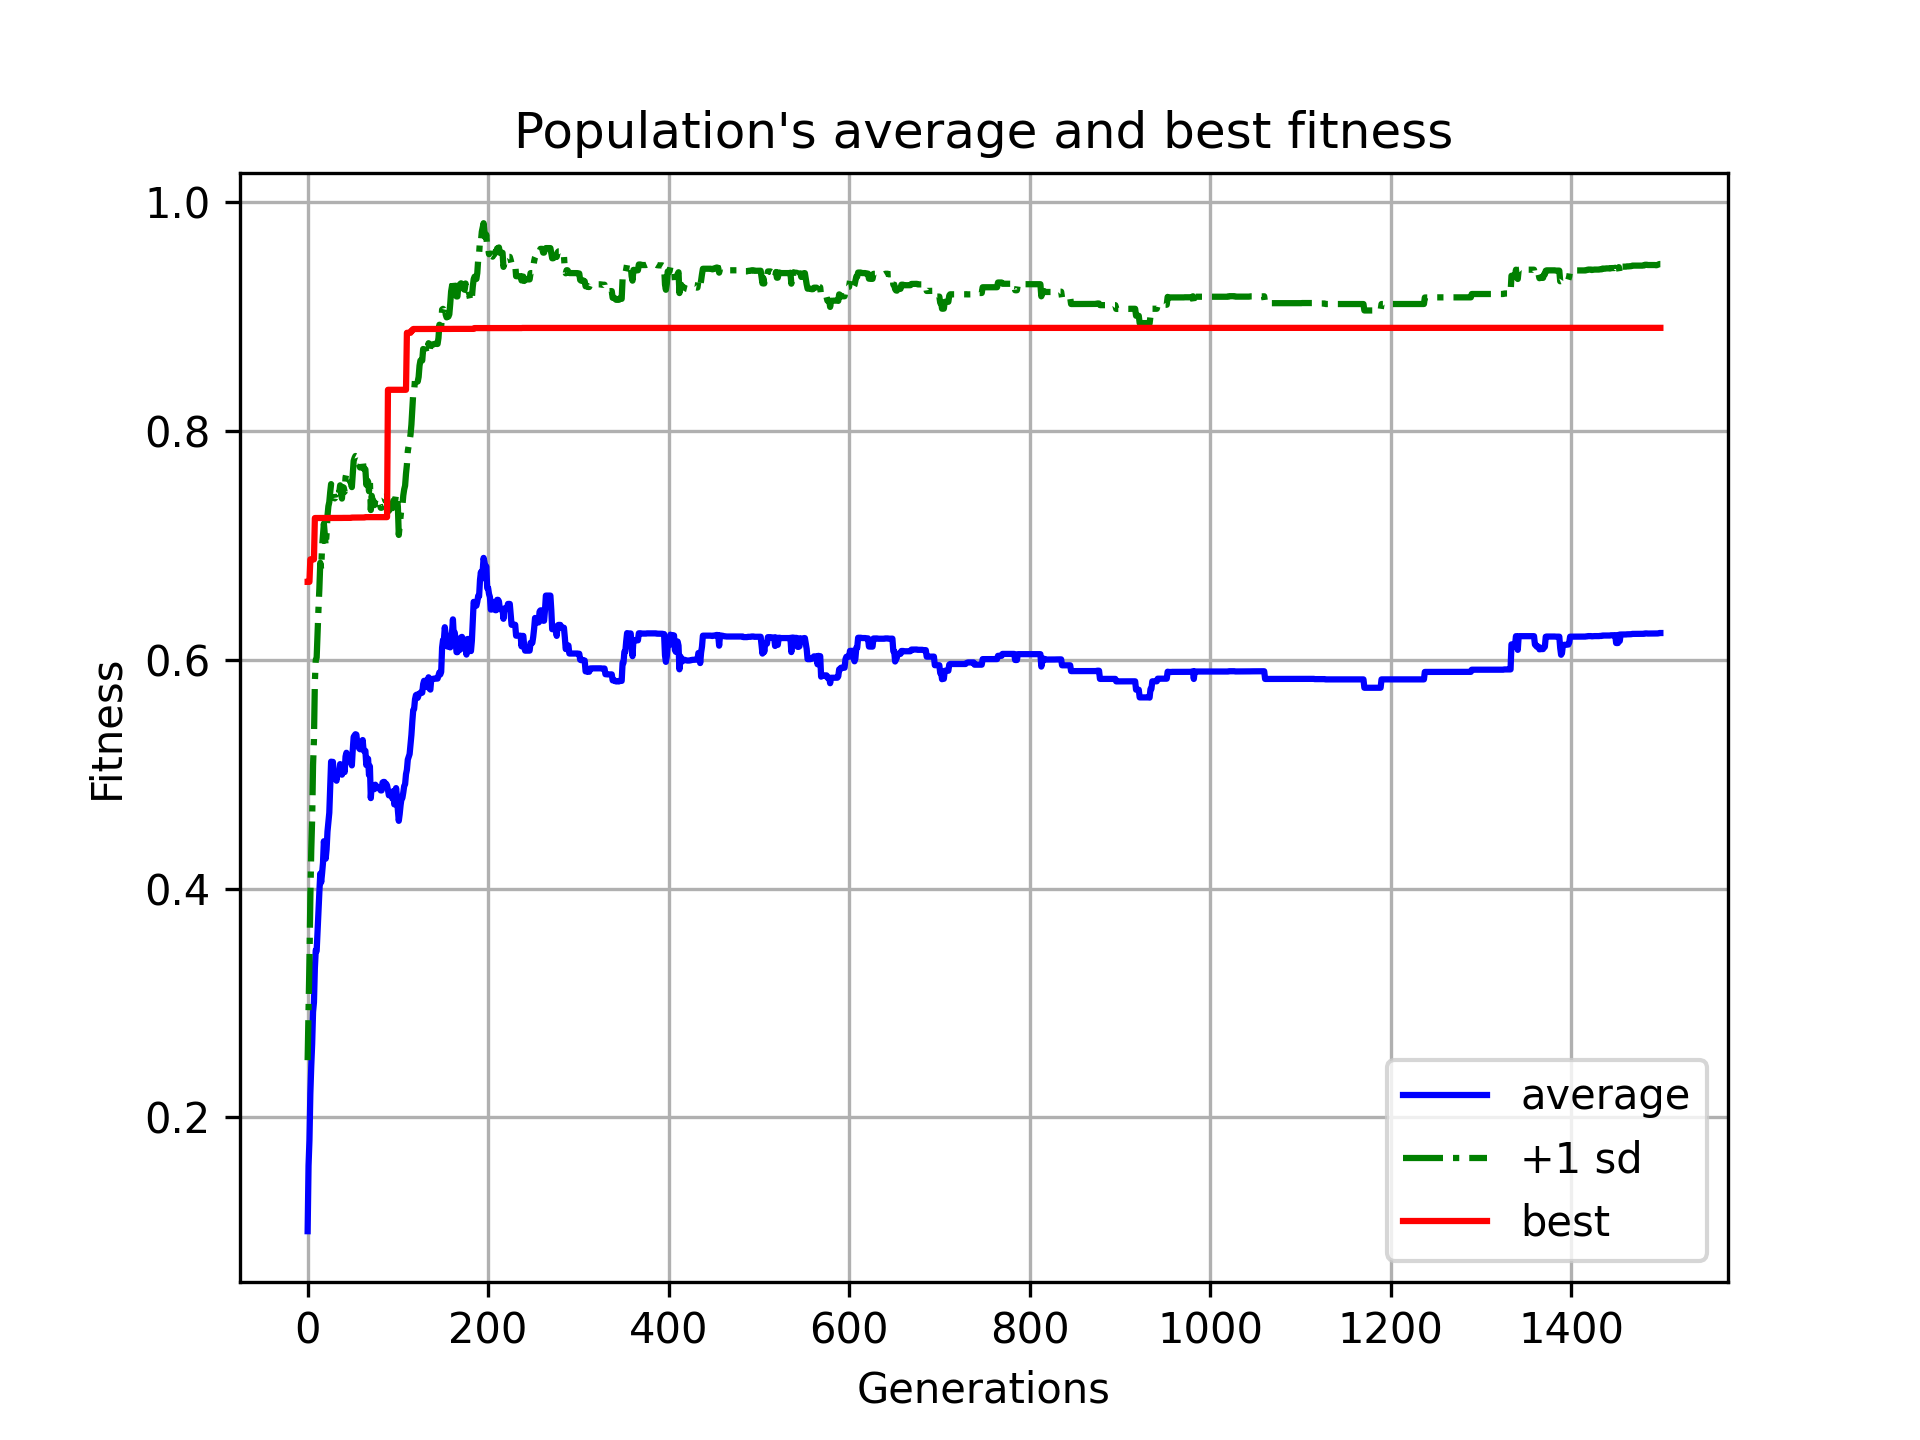 Population's average and best fitness
1.0
0.8
0.6
0.4
0.2
Fitness
0 200 400 600 800 1000 1200 1400
Generations
average
+1 sd
best